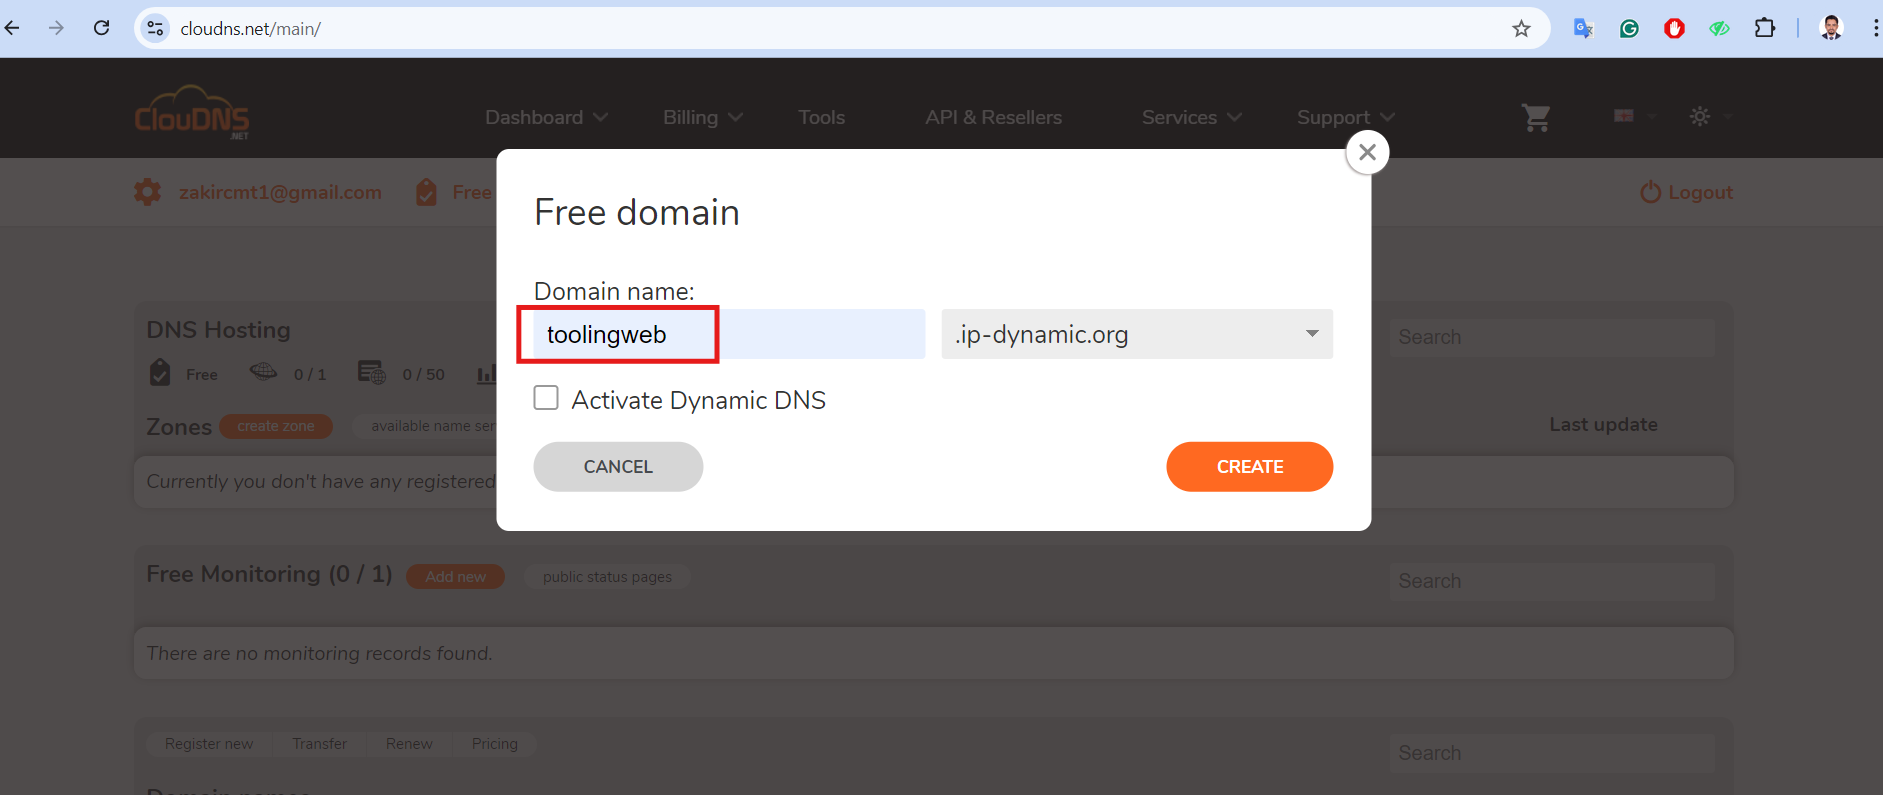 cloudns.net/main/
ClouDNS
.NET
Dashboard Billing Tools API & Resellers Services Support
zakircmt1@gmail.com Free Logout
Free domain
Domain name:
toolingweb .ip-dynamic.org
Activate Dynamic DNS
CANCEL CREATE
DNS Hosting Search
Free 0 / 1 0 / 50
Zones create zone available name ser Last update
Currently you don't have any registered
Free Monitoring (0 / 1) Add new public status pages Search
There are no monitoring records found.
Register new Transfer Renew Pricing Search
Domain names